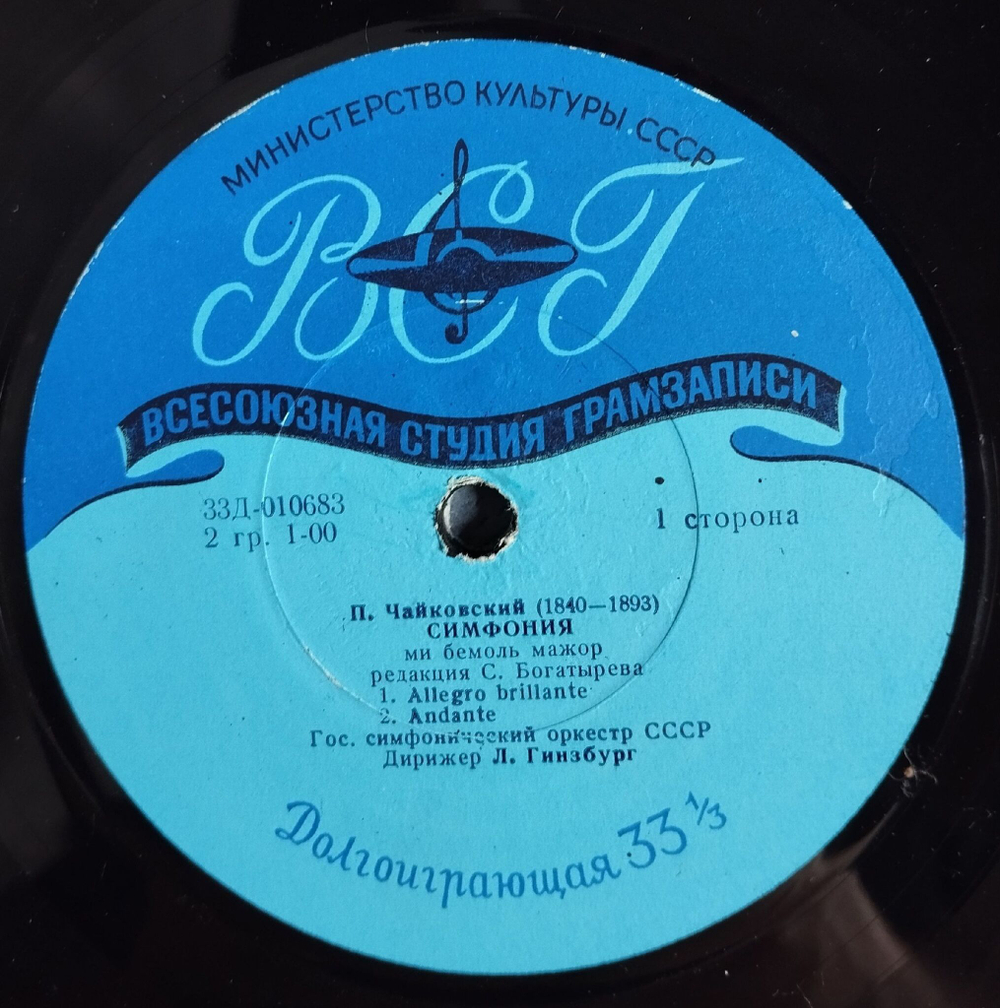 МИНИСТЕРСТВО КУЛЬТУРЫ СССР
ВСГ
ВСЕСОЮЗНАЯ СТУДИЯ ГРАМЗАПИСИ
33Д-010683
2 гр. 1-00
1 сторона
П. Чайковский (1840—1893)
СИМФОНИЯ
ми бемоль мажор
редакция С. Богатырева
1. Allegro brillante
2. Andante
Гос. симфонический оркестр СССР
Дирижер Л. Гинзбург
Долгоиграющая 33 1/3